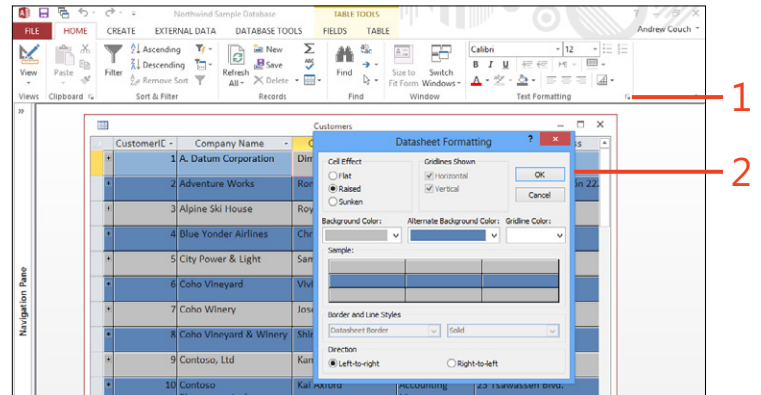 Northwind Sample Database
TABLE TOOLS
FILE HOME CREATE EXTERNAL DATA DATABASE TOOLS FIELDS TABLE
Andrew Couch
View
Paste
Filter
Ascending
Descending
Remove Sort
Refresh
All
New
Save
Delete
Find
Size to
Fit Form
Switch
Windows
Calibri
12
B I U
Views Clipboard Sort & Filter Records Find Window Text Formatting
1
Customers
CustomerID Company Name
1 A. Datum Corporation
2 Adventure Works
3 Alpine Ski House
4 Blue Yonder Airlines
5 City Power & Light
6 Coho Vineyard
7 Coho Winery
8 Coho Vineyard & Winery
9 Contoso, Ltd
10 Contoso Kai Axford Accounting 23 Tsawassen Blvd.
Navigation Pane
Datasheet Formatting
? ×
Cell Effect
Flat
Raised
Sunken
Gridlines Shown
Horizontal
Vertical
OK
Cancel
2
Background Color: Alternate Background Color: Gridline Color:
Sample:
Border and Line Styles
Datasheet Border Solid
Direction
Left-to-right Right-to-left